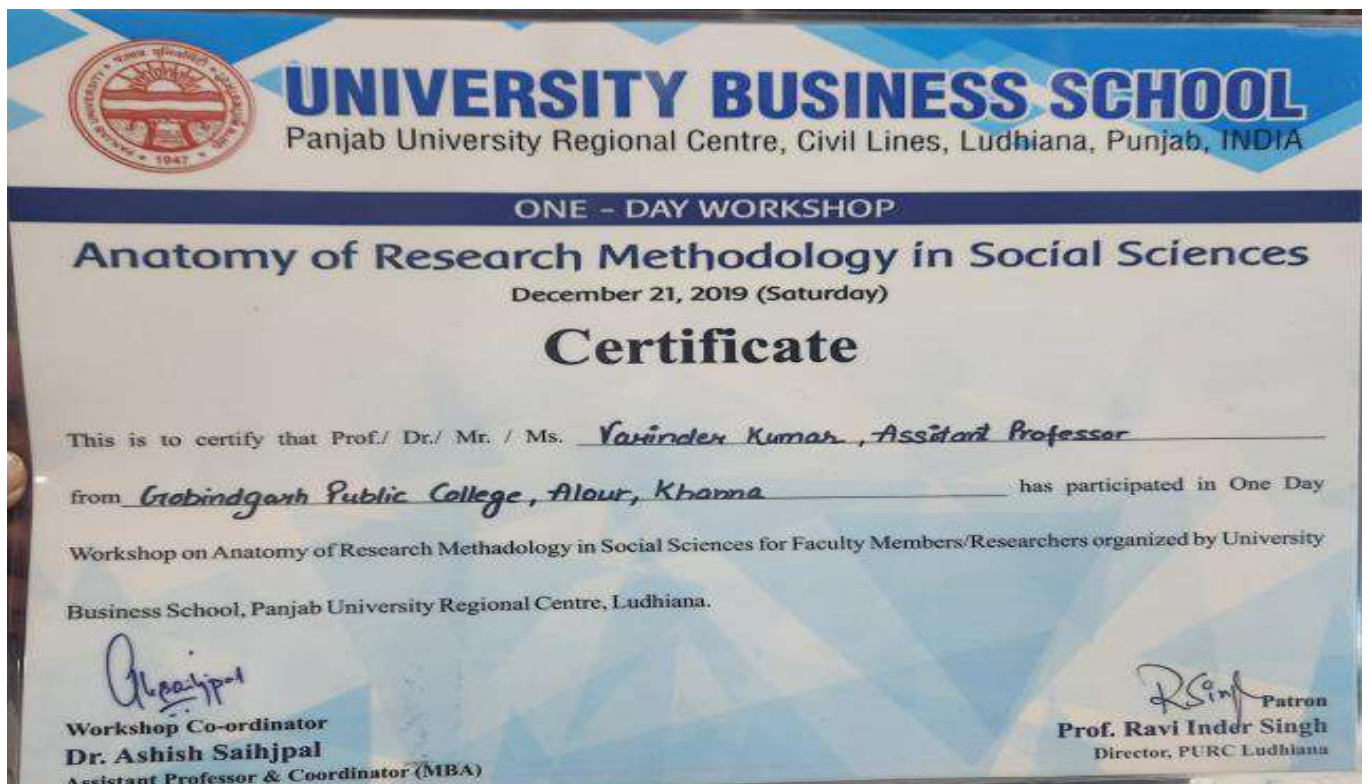 UNIVERSITY BUSINESS SCHOOL
Panjab University Regional Centre, Civil Lines, Ludhiana, Punjab, INDIA
1947
ONE - DAY WORKSHOP
Anatomy of Research Methodology in Social Sciences
December 21, 2019 (Saturday)
Certificate
This is to certify that Prof./ Dr./ Mr. / Ms. Varinder Kumar, Assitant Professor
from Gobindgarh Public College, Alour, Khanna has participated in One Day
Workshop on Anatomy of Research Methadology in Social Sciences for Faculty Members/Researchers organized by University
Business School, Panjab University Regional Centre, Ludhiana.
Workshop Co-ordinator
Dr. Ashish Saihjpal
Assistant Professor & Coordinator (MBA)
RSingh Patron
Prof. Ravi Inder Singh
Director, PURC Ludhiana